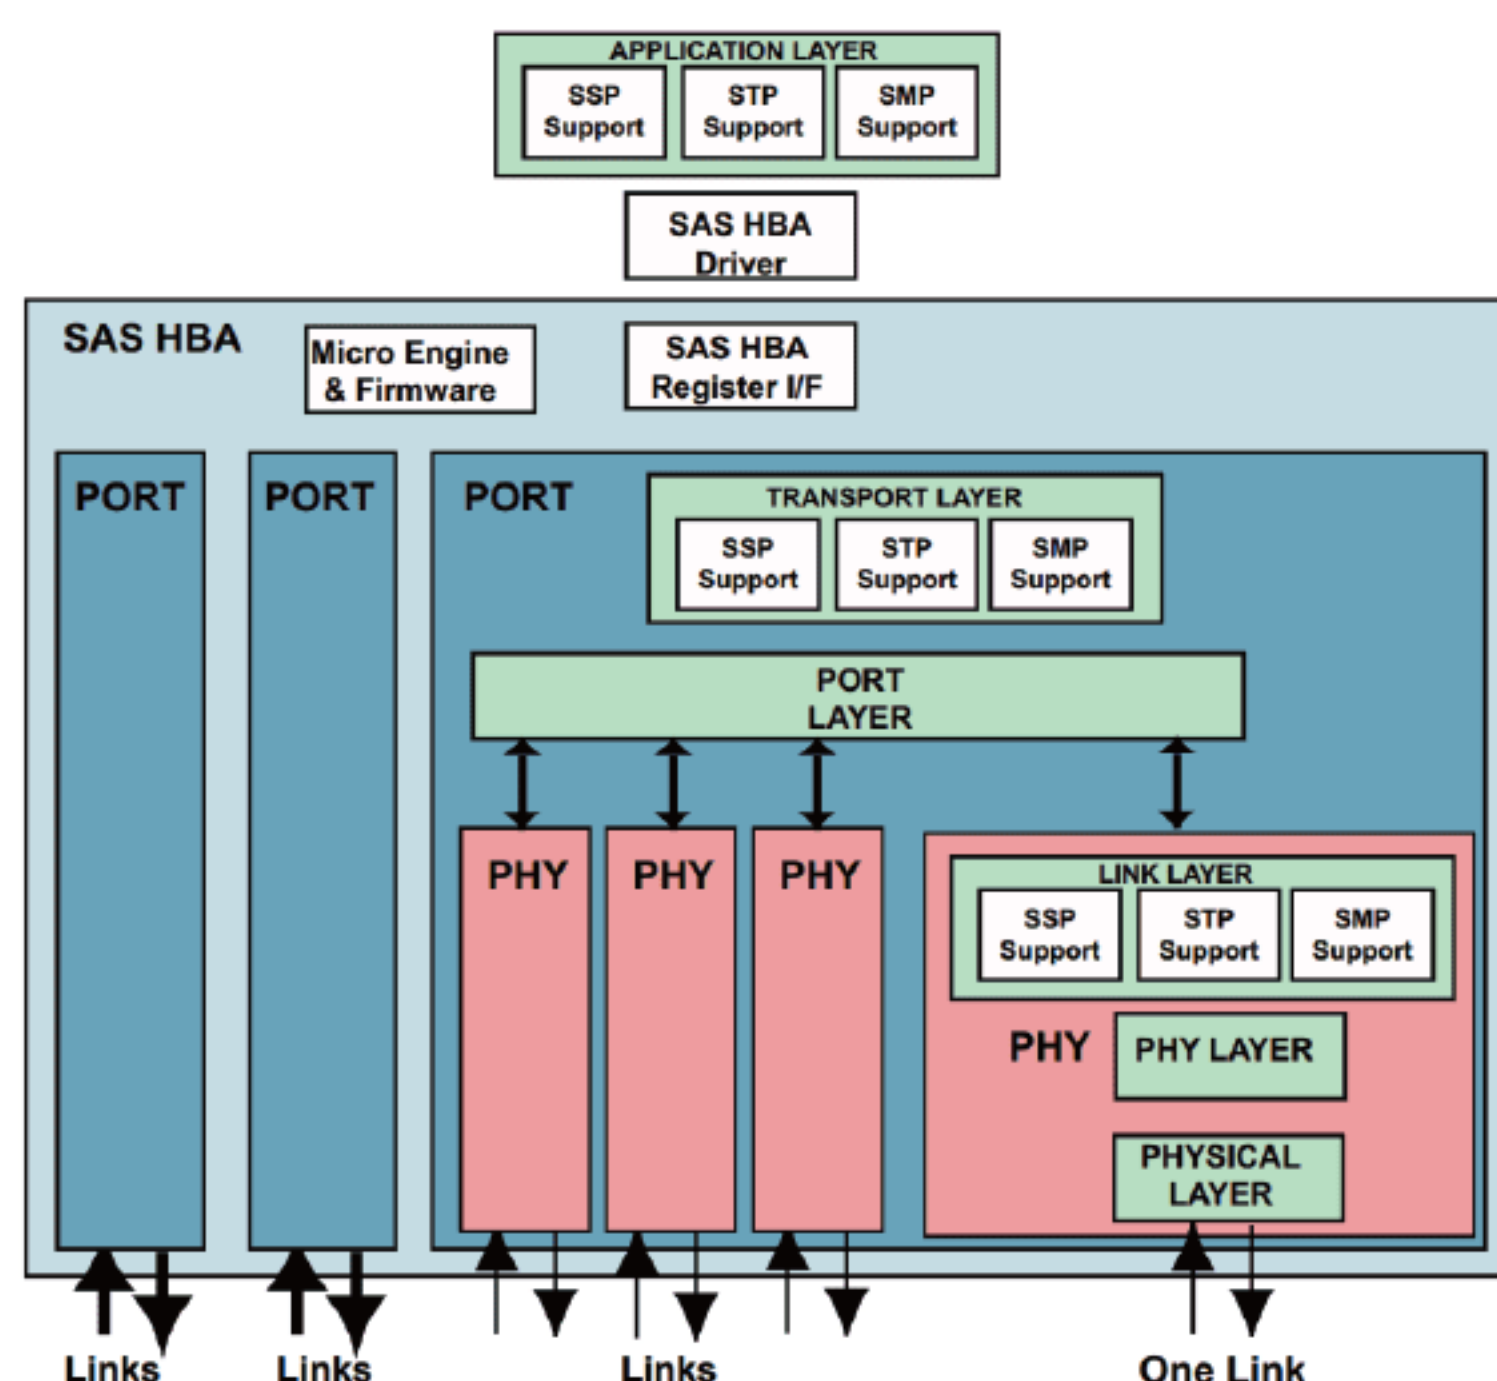 APPLICATION LAYER
SSP
Support
STP
Support
SMP
Support
SAS HBA
Driver
SAS HBA
Micro Engine
& Firmware
SAS HBA
Register I/F
PORT
PORT
PORT
TRANSPORT LAYER
SSP
Support
STP
Support
SMP
Support
PORT
LAYER
PHY
PHY
PHY
LINK LAYER
SSP
Support
STP
Support
SMP
Support
PHY
PHY LAYER
PHYSICAL
LAYER
Links
Links
Links
One Link